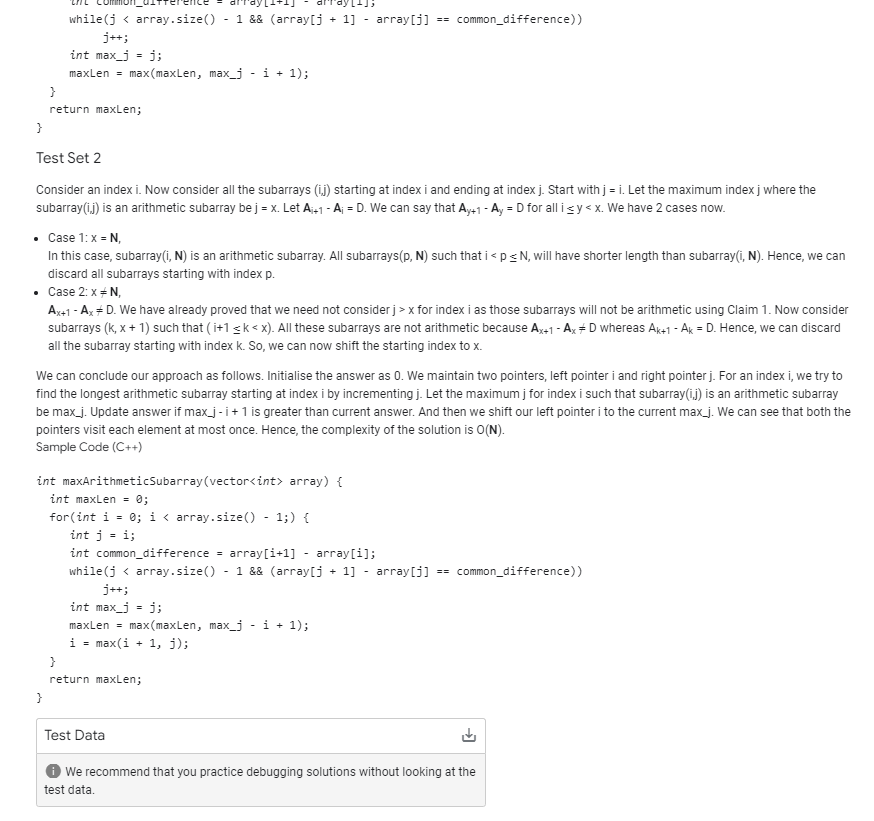 int common_difference = array[i+1] - array[i];
while(j < array.size() - 1 && (array[j + 1] - array[j] == common_difference))
j++;
int max_j = j;
maxLen = max(maxLen, max_j - i + 1);
}
return maxLen;
}
Test Set 2
Consider an index i. Now consider all the subarrays (i,j) starting at index i and ending at index j. Start with j = i. Let the maximum index j where the
subarray(i,j) is an arithmetic subarray be j = x. Let Ai+1 - Ai = D. We can say that Ay+1 - Ay = D for all i ≤ y < x. We have 2 cases now.
• Case 1: x = N,
In this case, subarray(i, N) is an arithmetic subarray. All subarrays(p, N) such that i < p ≤ N, will have shorter length than subarray(i, N). Hence, we can
discard all subarrays starting with index p.
• Case 2: x ≠ N,
Ax+1 - Ax ≠ D. We have already proved that we need not consider j > x for index i as those subarrays will not be arithmetic using Claim 1. Now consider
subarrays (k, x + 1) such that ( i+1 ≤ k < x). All these subarrays are not arithmetic because Ax+1 - Ax ≠ D whereas Ak+1 - Ak = D. Hence, we can discard
all the subarray starting with index k. So, we can now shift the starting index to x.
We can conclude our approach as follows. Initialise the answer as 0. We maintain two pointers, left pointer i and right pointer j. For an index i, we try to
find the longest arithmetic subarray starting at index i by incrementing j. Let the maximum j for index i such that subarray(i,j) is an arithmetic subarray
be max_j. Update answer if max_j - i + 1 is greater than current answer. And then we shift our left pointer i to the current max_j. We can see that both the
pointers visit each element at most once. Hence, the complexity of the solution is O(N).
Sample Code (C++)
int maxArithmeticSubarray(vector<int> array) {
int maxLen = 0;
for(int i = 0; i < array.size() - 1;) {
int j = i;
int common_difference = array[i+1] - array[i];
while(j < array.size() - 1 && (array[j + 1] - array[j] == common_difference))
j++;
int max_j = j;
maxLen = max(maxLen, max_j - i + 1);
i = max(i + 1, j);
}
return maxLen;
}
Test Data
We recommend that you practice debugging solutions without looking at the
test data.